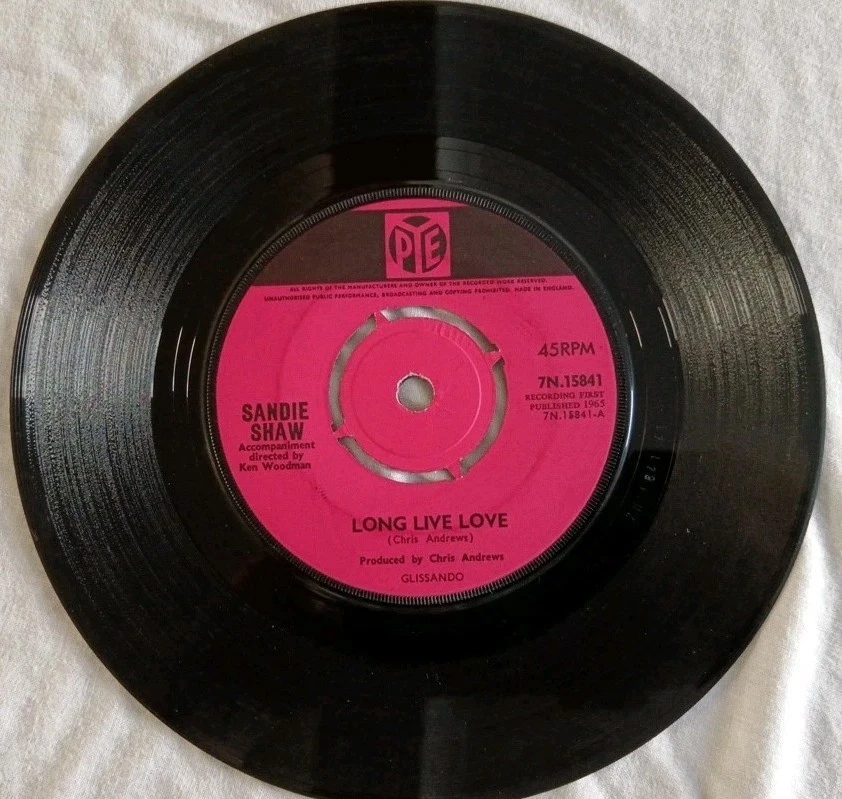 PYE
ALL RIGHTS OF THE MANUFACTURERS AND OWNER OF THE RECORDED WORK RESERVED.
UNAUTHORISED PUBLIC PERFORMANCE, BROADCASTING AND COPYING PROHIBITED. MADE IN ENGLAND.
45RPM
7N.15841
RECORDING FIRST
PUBLISHED 1965
7N.15841-A
SANDIE
SHAW
Accompaniment
directed by
Ken Woodman
LONG LIVE LOVE
(Chris Andrews)
Produced by Chris Andrews
GLISSANDO